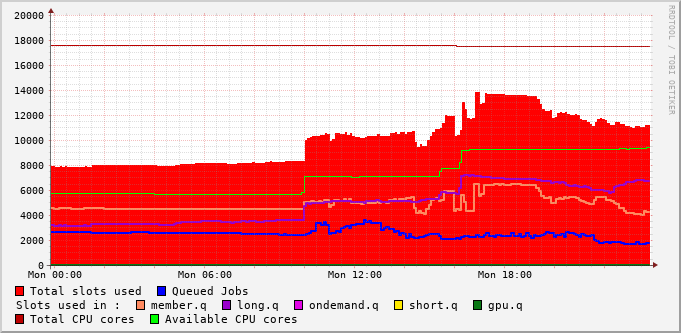 RRDTOOL / TOBI OETIKER
20000
18000
16000
14000
12000
10000
8000
6000
4000
2000
0
Mon 00:00 Mon 06:00 Mon 12:00 Mon 18:00
Total slots used Queued Jobs
Slots used in : member.q long.q ondemand.q short.q gpu.q
Total CPU cores Available CPU cores